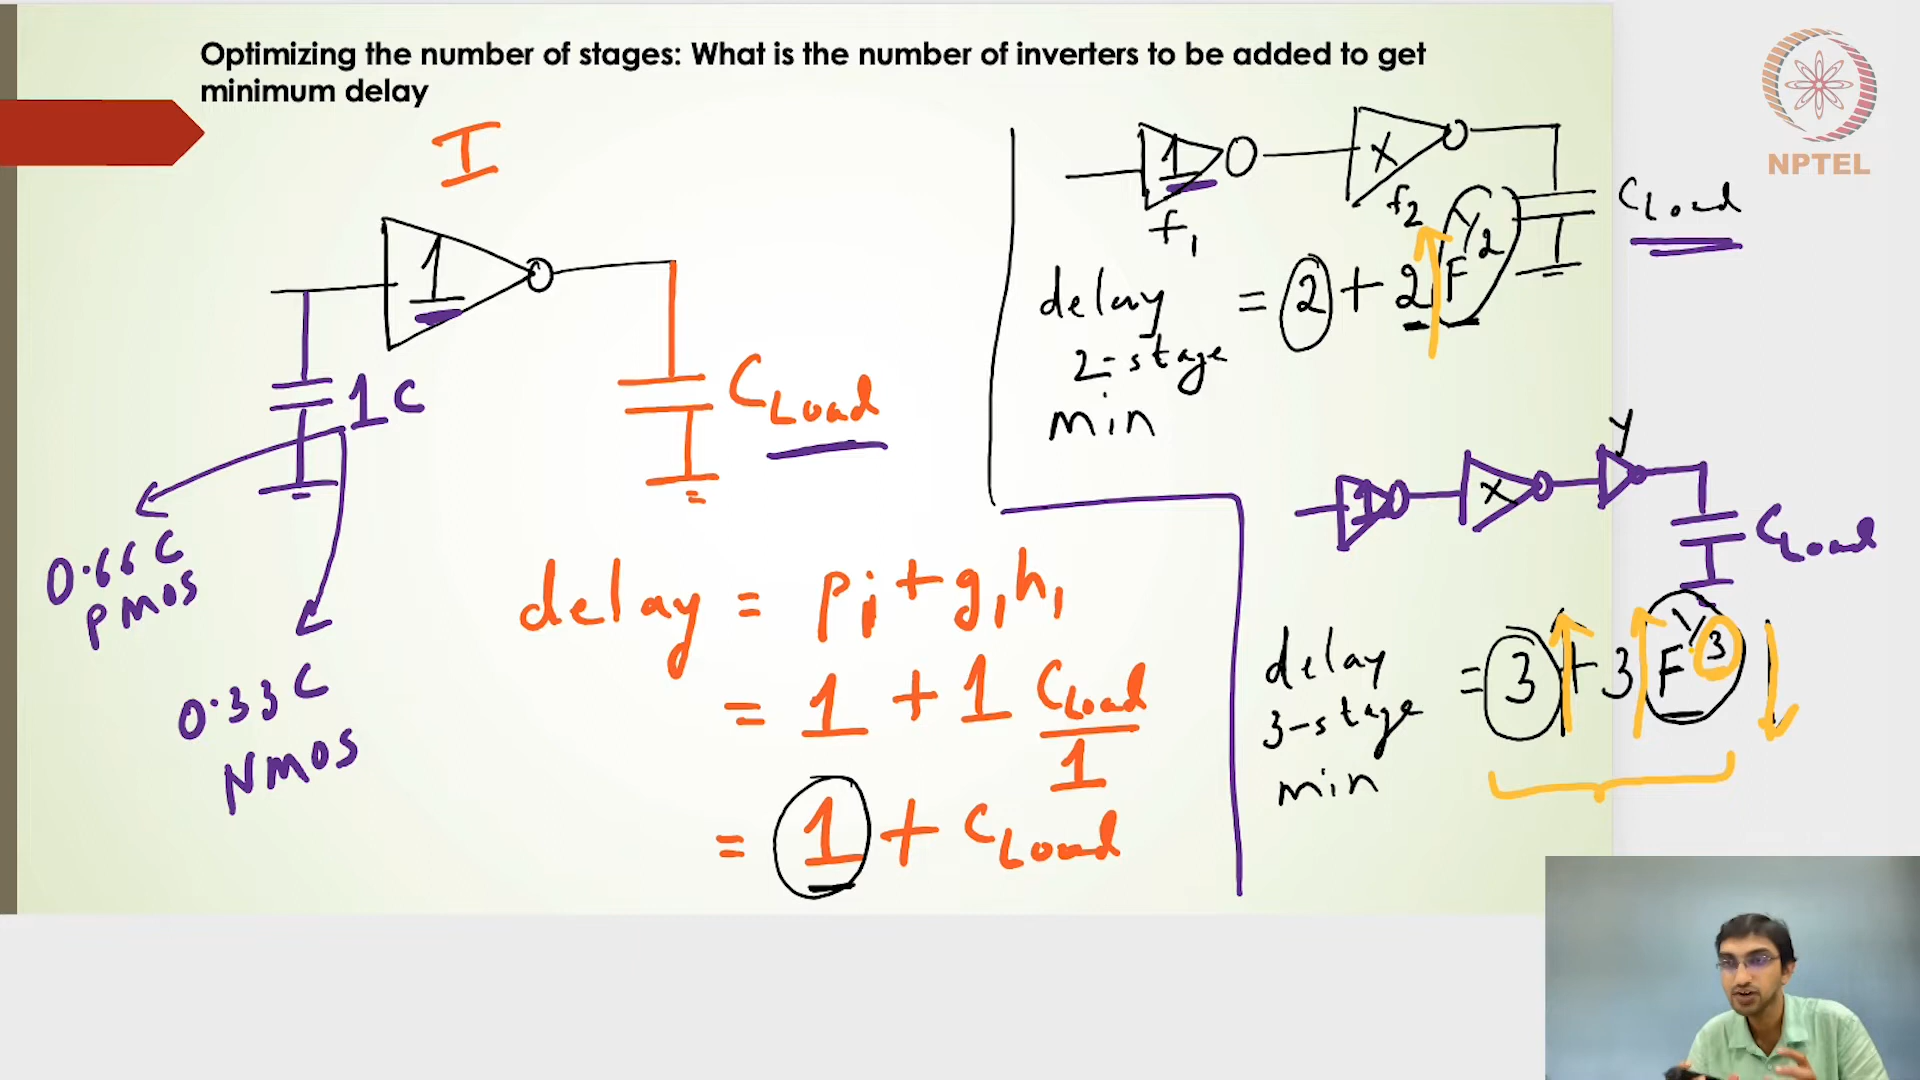 Optimizing the number of stages: What is the number of inverters to be added to get
minimum delay
NPTEL
I
1
1C
0.66C
PMOS
0.33C
NMOS
CLoad
delay = pi + g1h1
= 1 + 1 CLoad
1
= 1 + CLoad
1
x
f1
f2
CLoad
delay = 2 + 2 F^1/2
2-stage
min
1
x
y
CLoad
delay = 3 + 3 F^1/3
3-stage
min